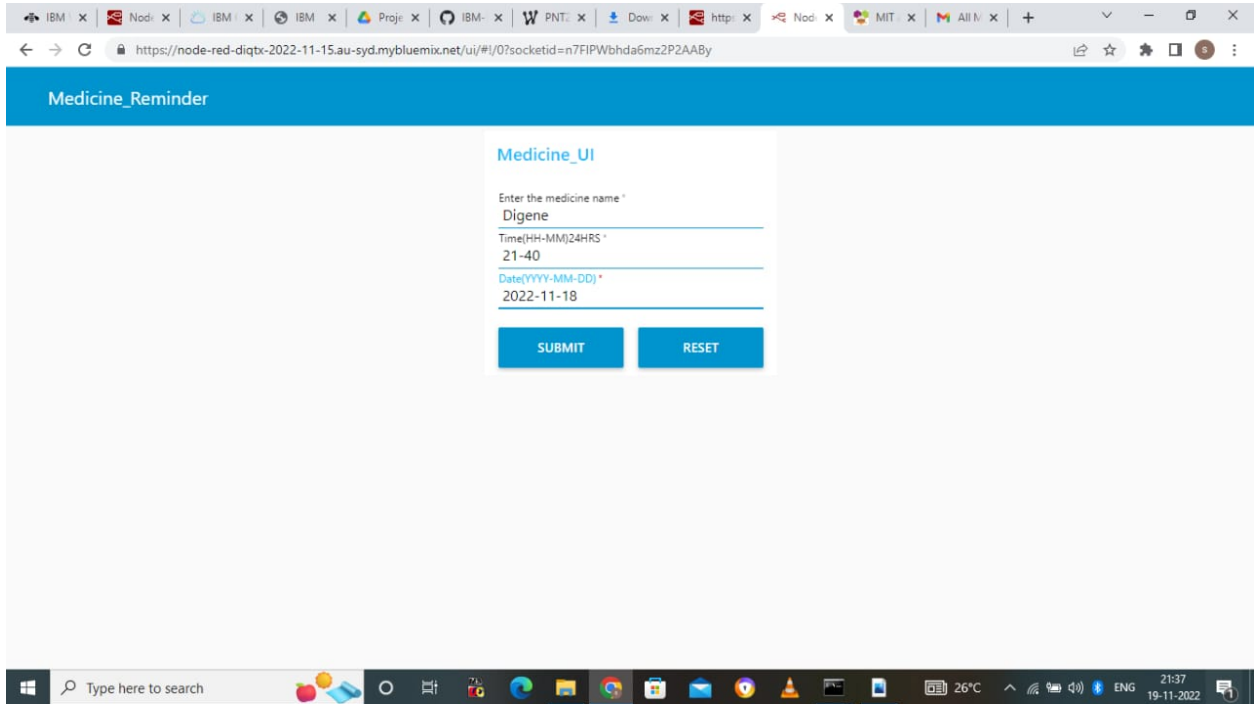 IBM
Node
IBM
IBM
Proje
IBM-
PNT2
Dow
http
Node
MIT
All M
https://node-red-diqtx-2022-11-15.au-syd.mybluemix.net/ui/#!/0?socketid=n7FIPWbhda6mz2P2AABy
S
Medicine_Reminder
Medicine_UI
Enter the medicine name *
Digene
Time(HH-MM)24HRS *
21-40
Date(YYYY-MM-DD) *
2022-11-18
SUBMIT RESET
Type here to search
26°C
ENG
21:37
19-11-2022
1